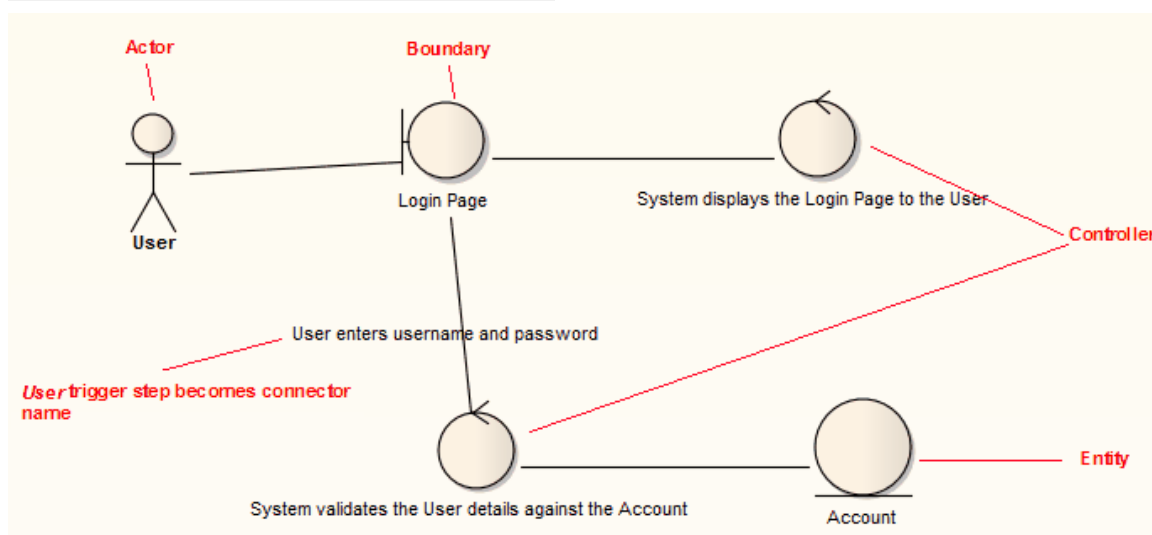 Actor
Boundary
Login Page
System displays the Login Page to the User
User
Controller
User enters username and password
User trigger step becomes connector
name
Entity
System validates the User details against the Account
Account